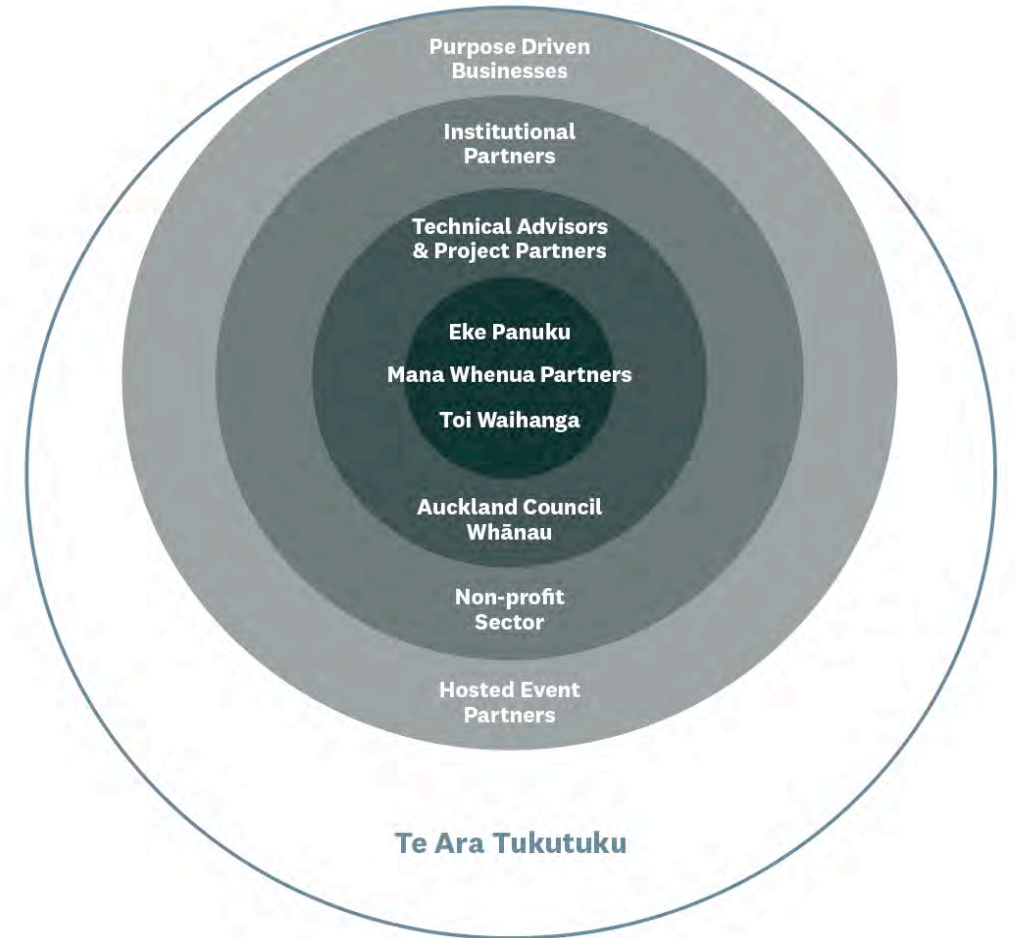 Purpose Driven
Businesses
Institutional
Partners
Technical Advisors
& Project Partners
Eke Panuku
Mana Whenua Partners
Toi Waihanga
Auckland Council
Whānau
Non-profit
Sector
Hosted Event
Partners
Te Ara Tukutuku